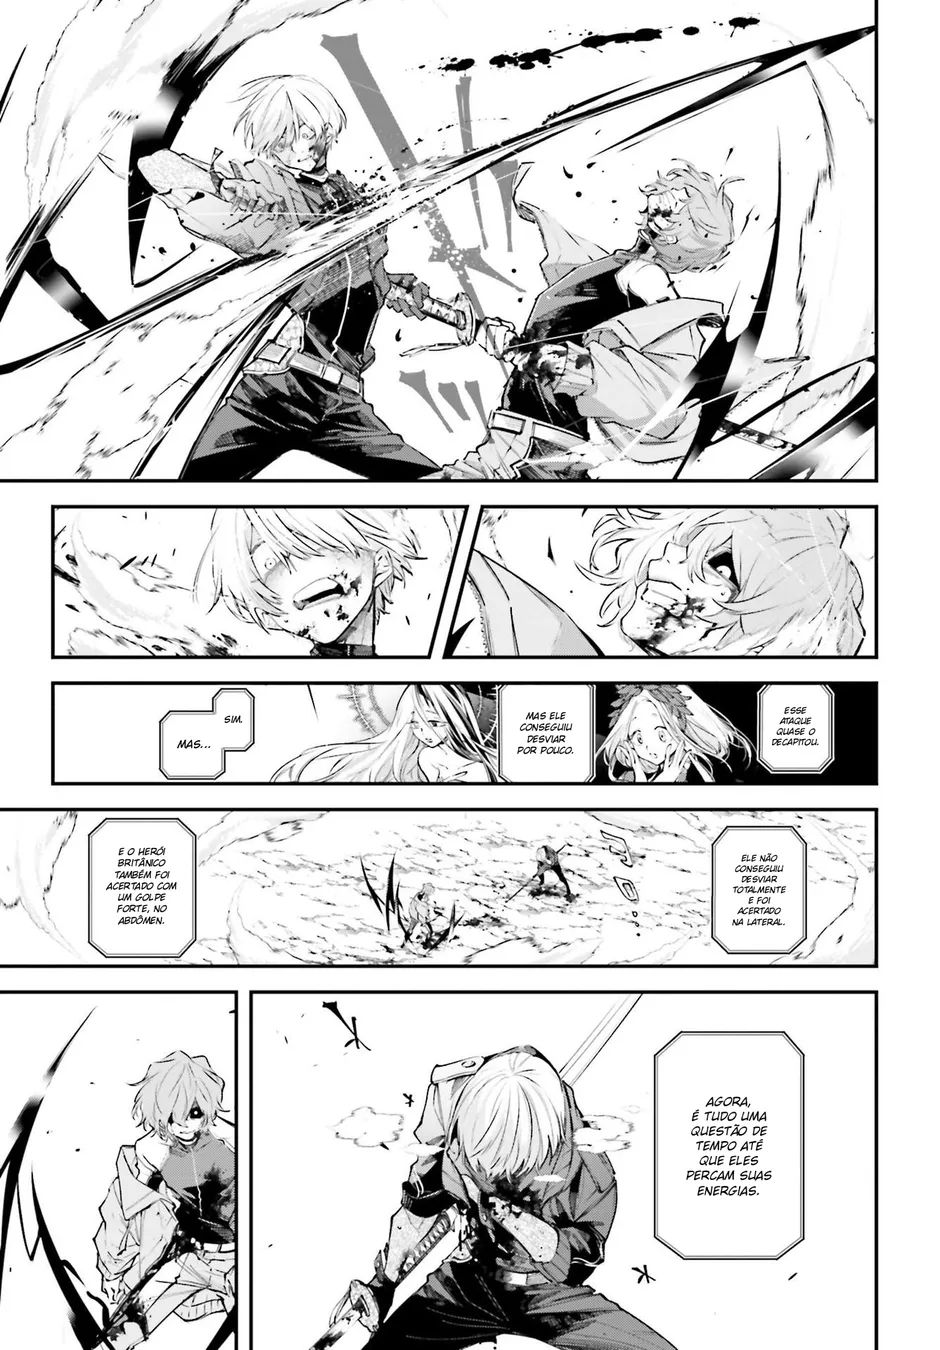 ESSE
ATAQUE
QUASE O
DECAPITOU.
MAS ELE
CONSEGUIU
DESVIAR
POR POUCO.
SIM.
MAS...
ELE NÃO
CONSEGUIU
DESVIAR
TOTALMENTE
E FOI
ACERTADO
NA LATERAL.
E O HERÓI
BRITÂNICO
TAMBÉM FOI
ACERTADO COM
UM GOLPE
FORTE, NO
ABDÔMEN.
AGORA,
É TUDO UMA
QUESTÃO DE
TEMPO ATÉ
QUE ELES
PERCAM SUAS
ENERGIAS.